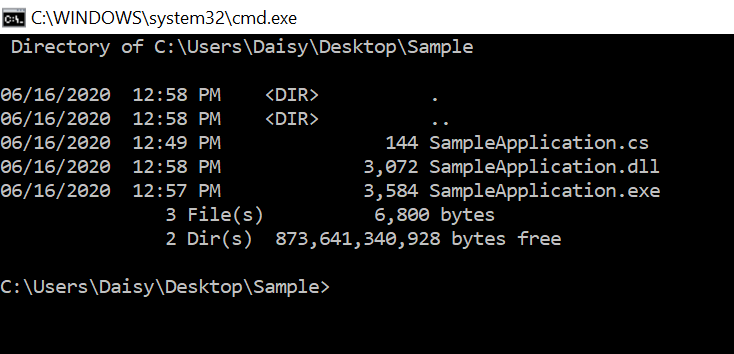 C:\WINDOWS\system32\cmd.exe
Directory of C:\Users\Daisy\Desktop\Sample
06/16/2020  12:58 PM    <DIR>          .
06/16/2020  12:58 PM    <DIR>          ..
06/16/2020  12:49 PM               144 SampleApplication.cs
06/16/2020  12:58 PM             3,072 SampleApplication.dll
06/16/2020  12:57 PM             3,584 SampleApplication.exe
3 File(s)          6,800 bytes
2 Dir(s)  873,641,340,928 bytes free
C:\Users\Daisy\Desktop\Sample>